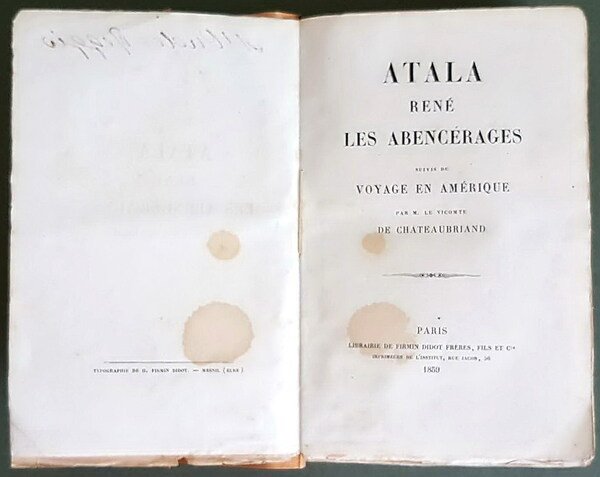 TYPOGRAPHIE DE H. FIRMIN DIDOT. — MESNIL (EURE)
ATALA
RENÉ
LES ABENCÉRAGES
SUIVIS DU
VOYAGE EN AMÉRIQUE
PAR M. LE VICOMTE
DE CHATEAUBRIAND
PARIS
LIBRAIRIE DE FIRMIN DIDOT FRÈRES, FILS ET Cie
IMPRIMEURS DE L'INSTITUT, RUE JACOB, 56
1859